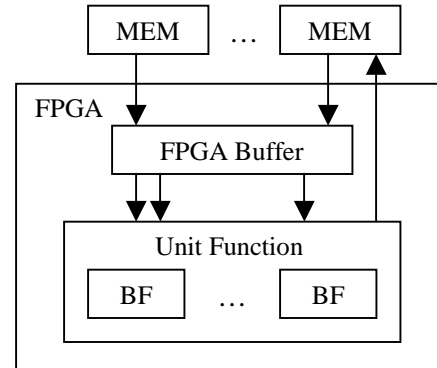 MEM … MEM
FPGA
FPGA Buffer
Unit Function
BF … BF